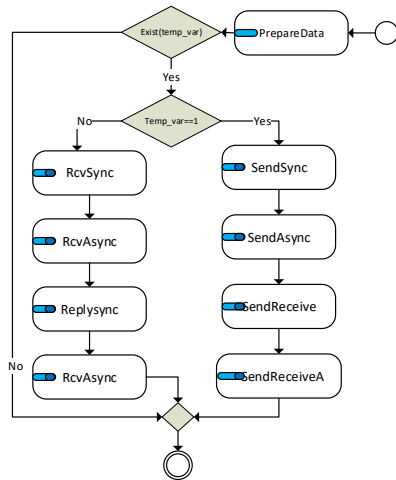 Exist(temp_var)
PrepareData
Yes
Temp_var==1
No
Yes
RcvSync
SendSync
RcvAsync
SendAsync
Replysync
SendReceive
No
RcvAsync
SendReceiveA